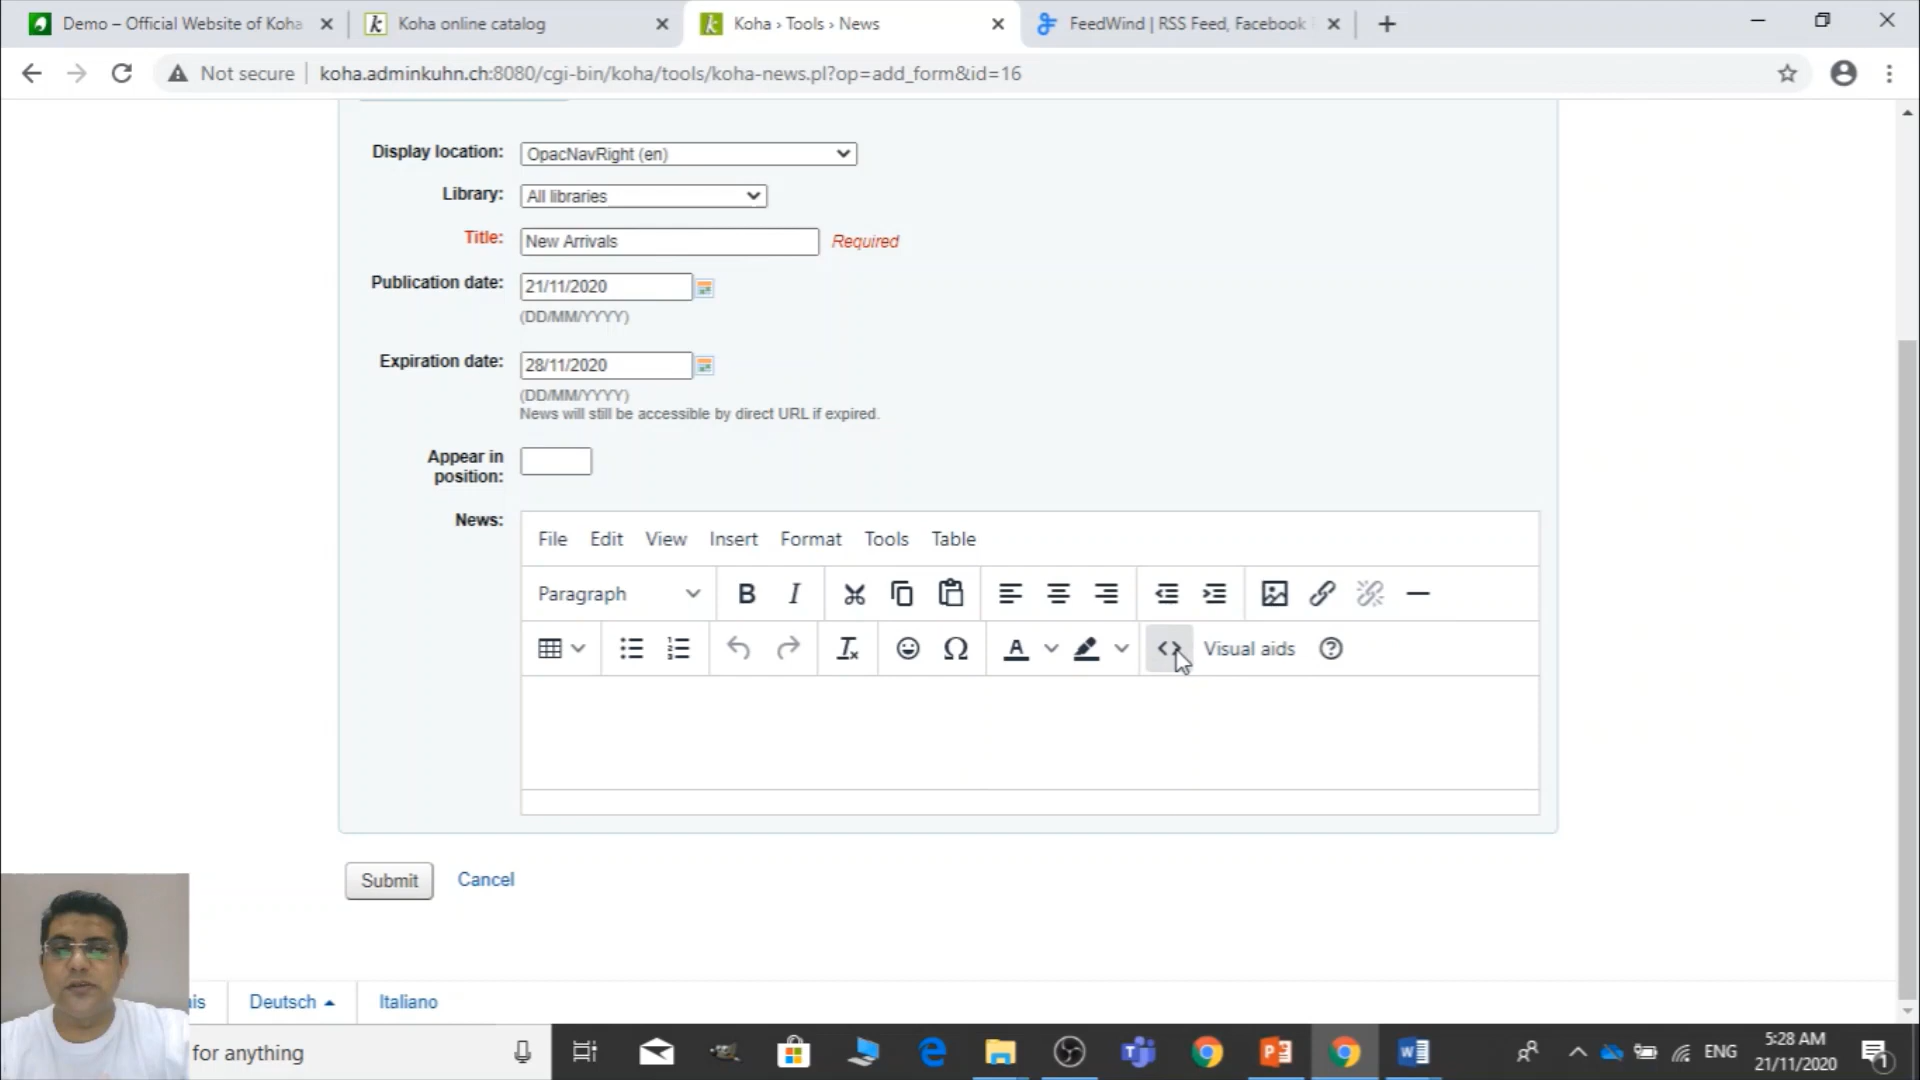 Demo – Official Website of Koha
Koha online catalog
Koha › Tools › News
FeedWind | RSS Feed, Facebook
Not secure
koha.adminkuhn.ch:8080/cgi-bin/koha/tools/koha-news.pl?op=add_form&id=16
Display location:
OpacNavRight (en)
Library:
All libraries
Title:
New Arrivals
Required
Publication date:
21/11/2020
(DD/MM/YYYY)
Expiration date:
28/11/2020
(DD/MM/YYYY)
News will still be accessible by direct URL if expired.
Appear in
position:
News:
File Edit View Insert Format Tools Table
Paragraph
Visual aids
Submit
Cancel
Deutsch
Italiano
for anything
ENG
5:28 AM
21/11/2020
1